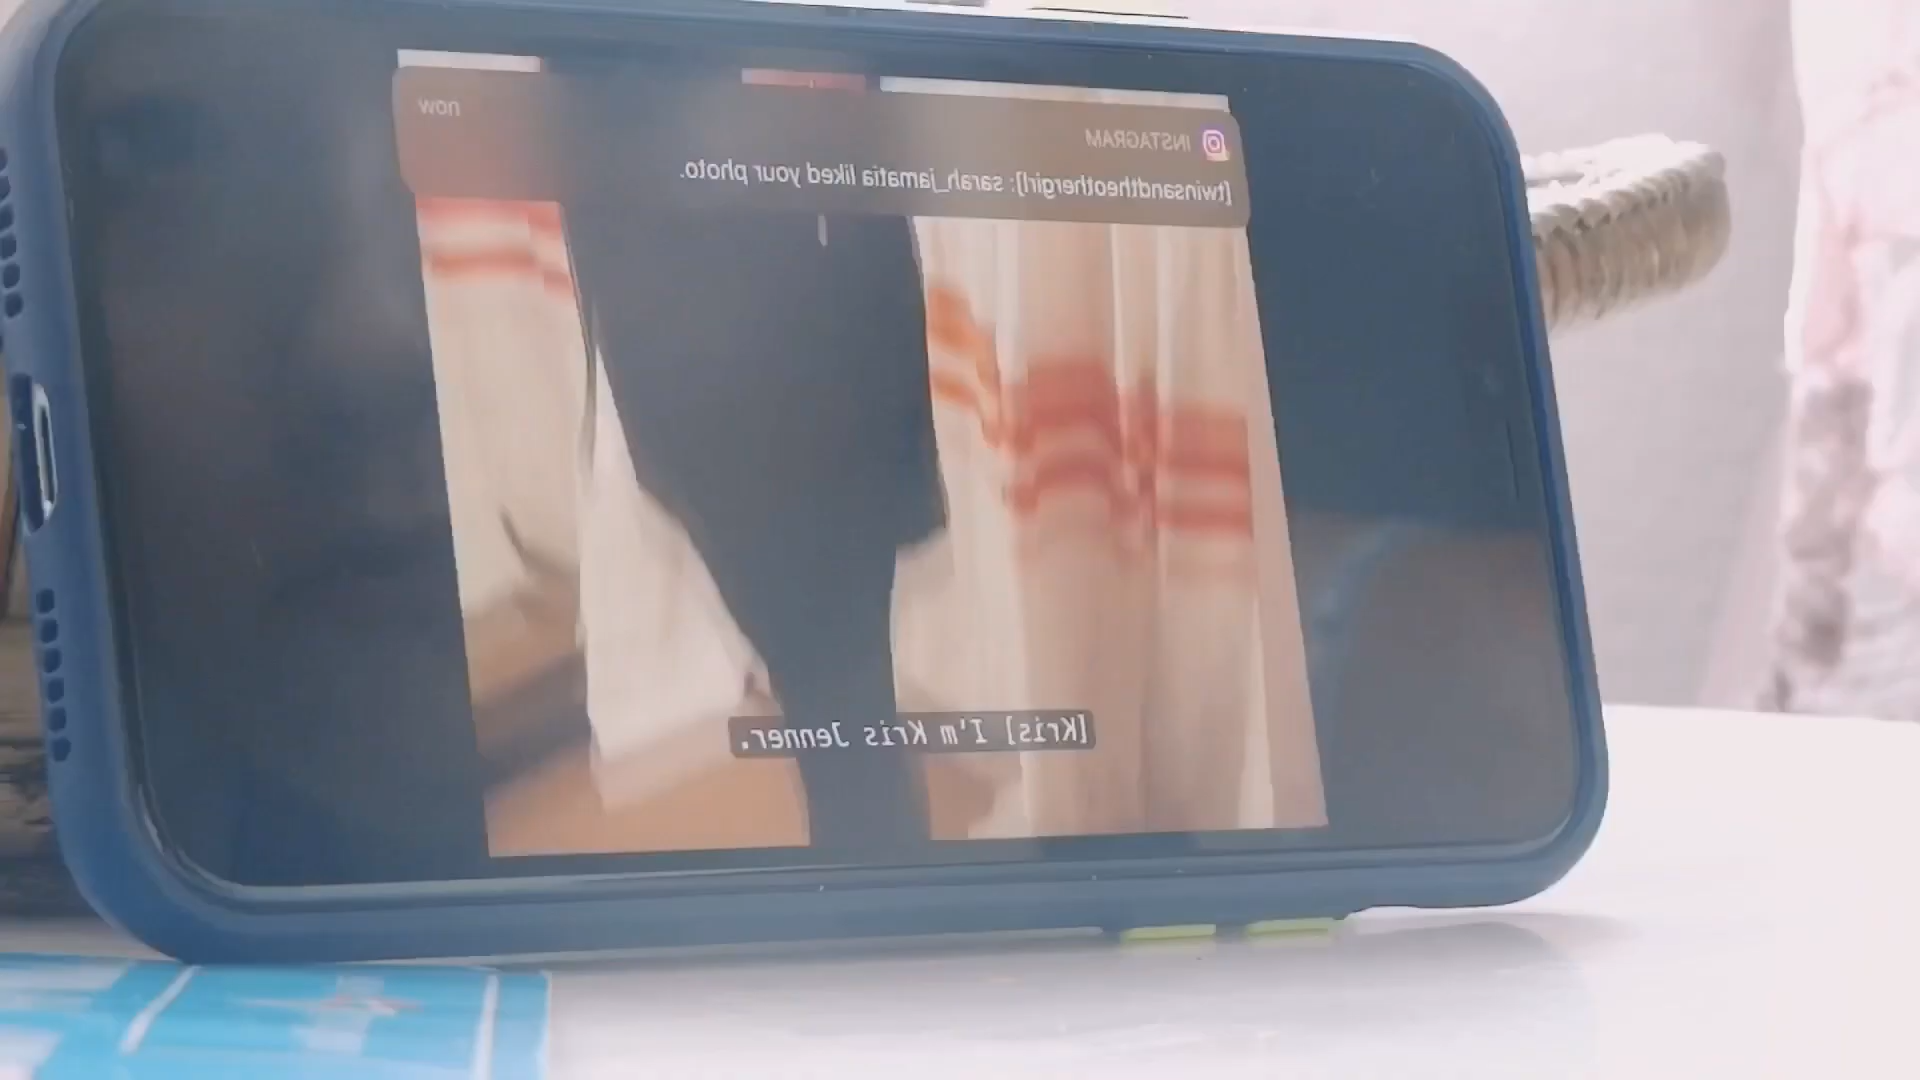 INSTAGRAM
now
[twinsandtheothergirl]: sarah_jamatia liked your photo.
[Kris] I'm Kris Jenner.